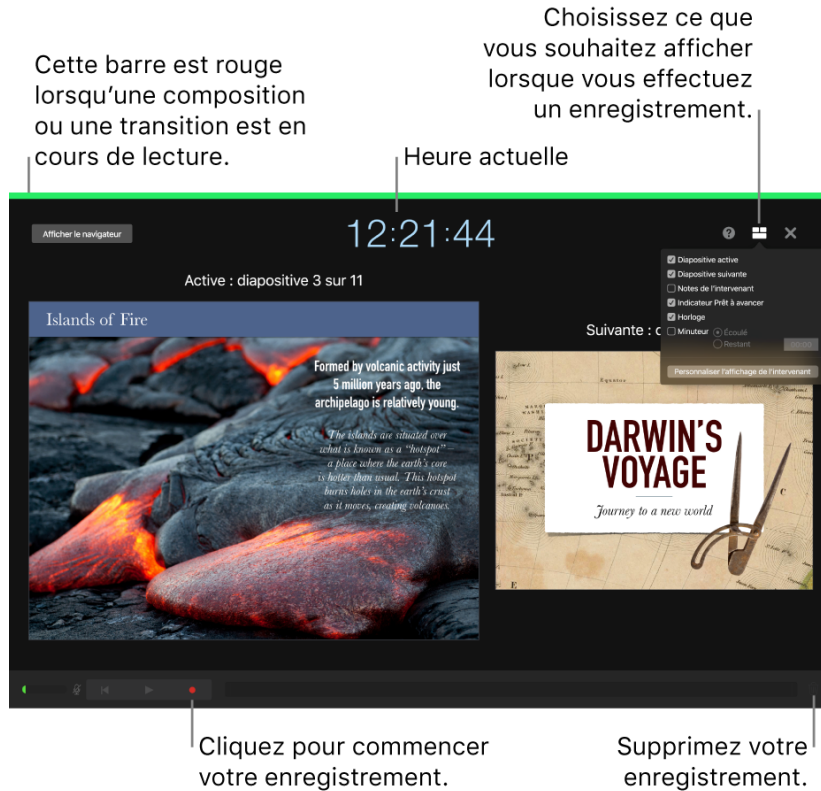 Choisissez ce que
vous souhaitez afficher
lorsque vous effectuez
un enregistrement.
Cette barre est rouge
lorsqu'une composition
ou une transition est en
cours de lecture.
Heure actuelle
Afficher le navigateur
12:21:44
Active : diapositive 3 sur 11
Diapositive active
Diapositive suivante
Notes de l'intervenant
Indicateur Prêt à avancer
Horloge
Minuteur
Écoulé
Restant
00:00
Personnaliser l'affichage de l'intervenant
Suivante :
Islands of Fire
Formed by volcanic activity just
5 million years ago, the
archipelago is relatively young.
The islands are situated over
what is known as a “hotspot”
a place where the earth's core
is hotter than usual. This hotspot
burns holes in the earth's crust
as it moves, creating volcanoes.
Equator
DARWIN'S
VOYAGE
Journey to a new world
C
E
Cliquez pour commencer
votre enregistrement.
Supprimez votre
enregistrement.